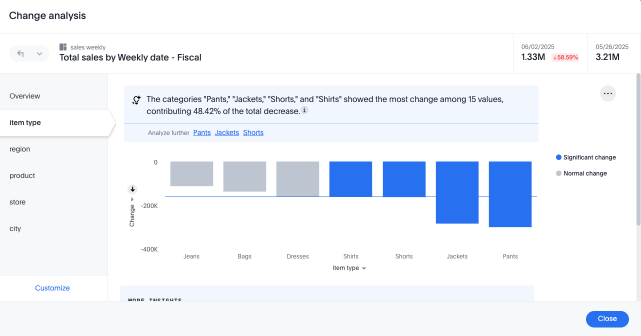 Change analysis
sales weekly
Total sales by Weekly date - Fiscal
06/02/2025
1.33M ↓58.59%
05/26/2025
3.21M
Overview
item type
region
product
store
city
Customize
The categories "Pants," "Jackets," "Shorts," and "Shirts" showed the most change among 15 values,
contributing 48.42% of the total decrease.
Analyze further Pants Jackets Shorts
0
-200K
-400K
Change
Jeans Bags Dresses Shirts Shorts Jackets Pants
Item type
Significant change
Normal change
MORE INSIGHTS
Close